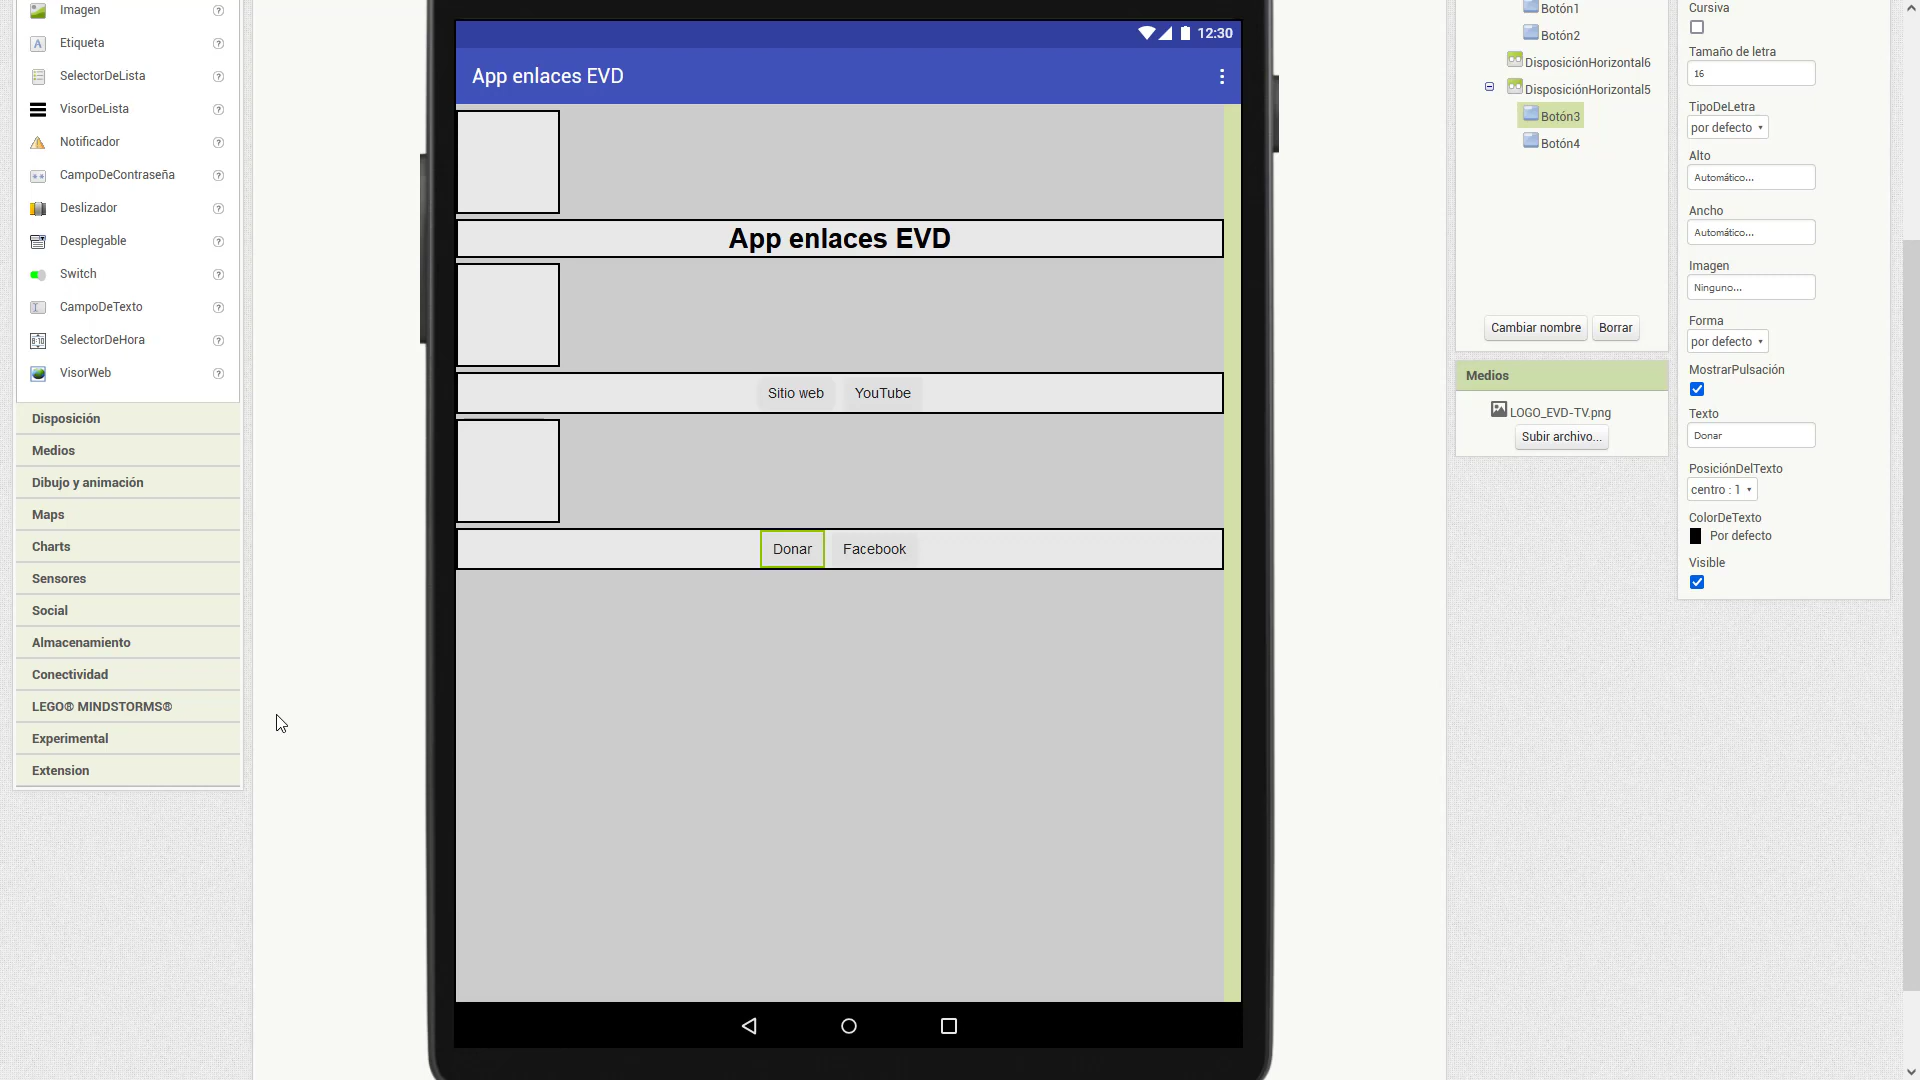 Imagen
Etiqueta
SelectorDeLista
VisorDeLista
Notificador
CampoDeContraseña
Deslizador
Desplegable
Switch
CampoDeTexto
SelectorDeHora
VisorWeb
Disposición
Medios
Dibujo y animación
Maps
Charts
Sensores
Social
Almacenamiento
Conectividad
LEGO® MINDSTORMS®
Experimental
Extension
12:30
App enlaces EVD
App enlaces EVD
Sitio web YouTube
Donar Facebook
Botón1
Botón2
DisposiciónHorizontal6
DisposiciónHorizontal5
Botón3
Botón4
Cambiar nombre Borrar
Medios
LOGO_EVD-TV.png
Subir archivo...
Cursiva
Tamaño de letra
16
TipoDeLetra
por defecto
Alto
Automático...
Ancho
Automático...
Imagen
Ninguno...
Forma
por defecto
MostrarPulsación
Texto
Donar
PosiciónDelTexto
centro : 1
ColorDeTexto
Por defecto
Visible